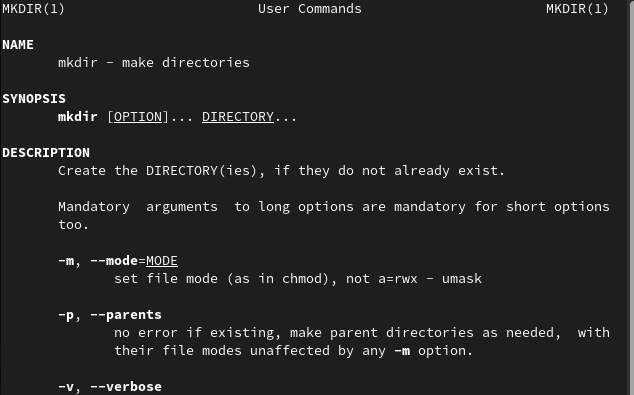 MKDIR(1) User Commands MKDIR(1)
NAME
mkdir - make directories
SYNOPSIS
mkdir [OPTION]... DIRECTORY...
DESCRIPTION
Create the DIRECTORY(ies), if they do not already exist.
Mandatory arguments to long options are mandatory for short options
too.
-m, --mode=MODE
set file mode (as in chmod), not a=rwx - umask
-p, --parents
no error if existing, make parent directories as needed, with
their file modes unaffected by any -m option.
-v, --verbose